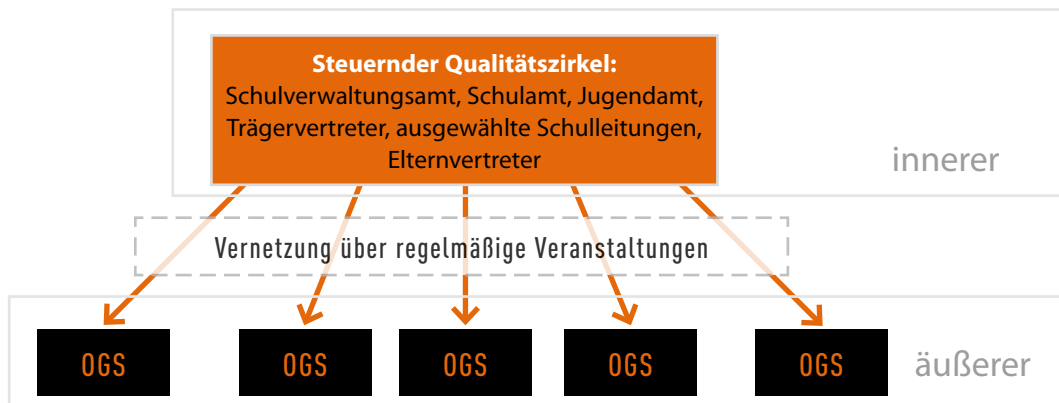 Steuernder Qualitätszirkel:
Schulverwaltungsamt, Schulamt, Jugendamt,
Trägervertreter, ausgewählte Schulleitungen,
Elternvertreter
innerer
Vernetzung über regelmäßige Veranstaltungen
OGS
OGS
OGS
OGS
OGS
äußerer